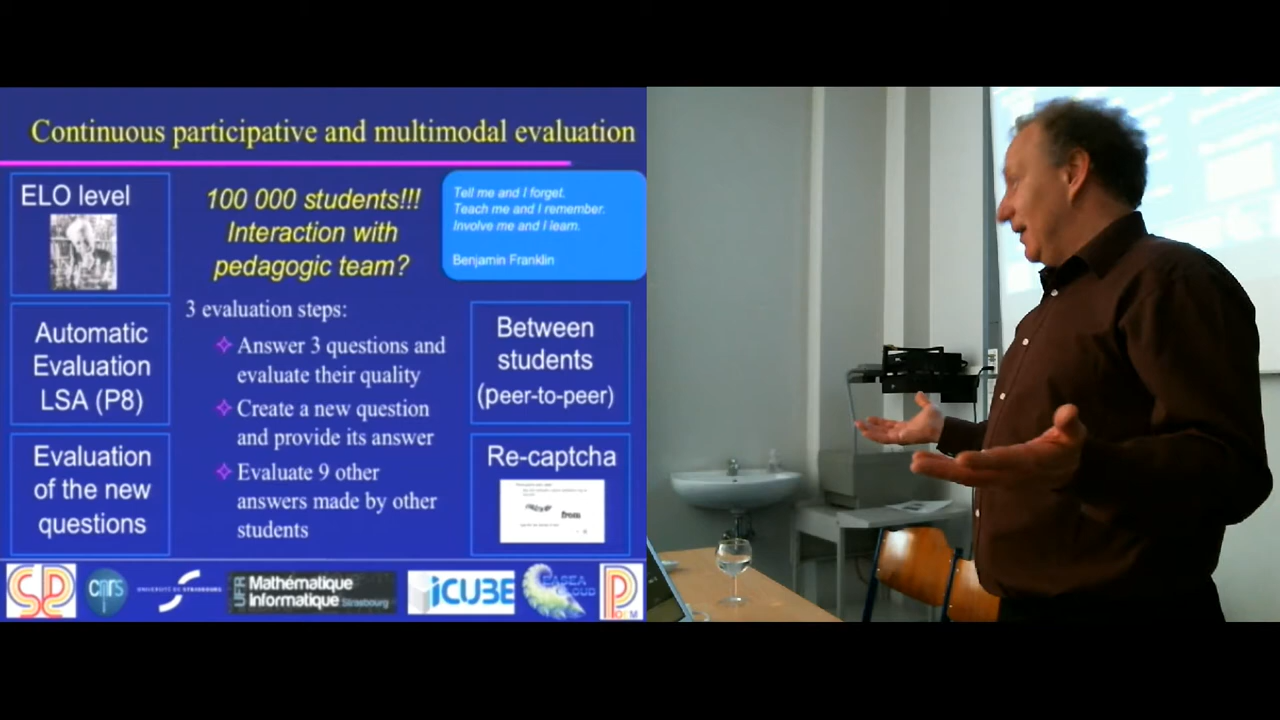 Continuous participative and multimodal evaluation
ELO level
100 000 students!!!
Interaction with
pedagogic team?
Tell me and I forget.
Teach me and I remember.
Involve me and I learn.
Benjamin Franklin
3 evaluation steps:
Automatic
Evaluation
LSA (P8)
Answer 3 questions and
evaluate their quality
Create a new question
and provide its answer
Evaluate 9 other
answers made by other
students
Between
students
(peer-to-peer)
Evaluation
of the new
questions
Re-captcha
from
cnrs
UNIVERSITÉ DE STRASBOURG
UFR
Mathématique
Informatique Strasbourg
iCUBE
EASEA
CLOUD